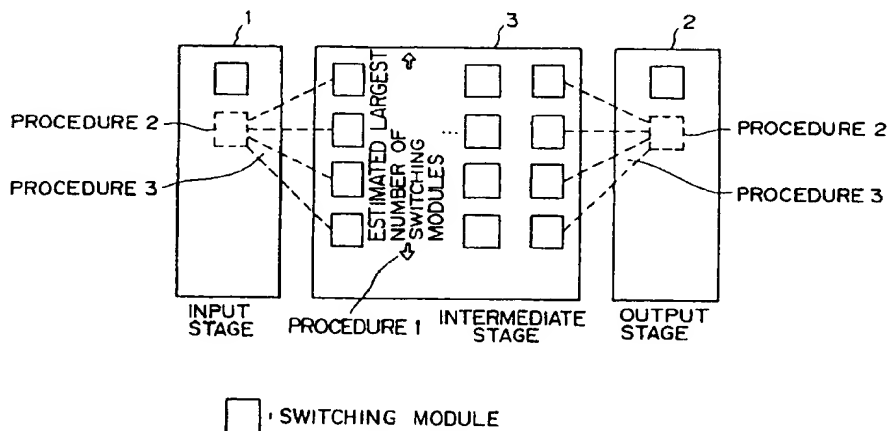 1
3
2
PROCEDURE 2
PROCEDURE 3
ESTIMATED LARGEST
NUMBER OF
SWITCHING
MODULES
...
PROCEDURE 2
PROCEDURE 3
INPUT
STAGE
PROCEDURE 1
INTERMEDIATE
STAGE
OUTPUT
STAGE
: SWITCHING MODULE